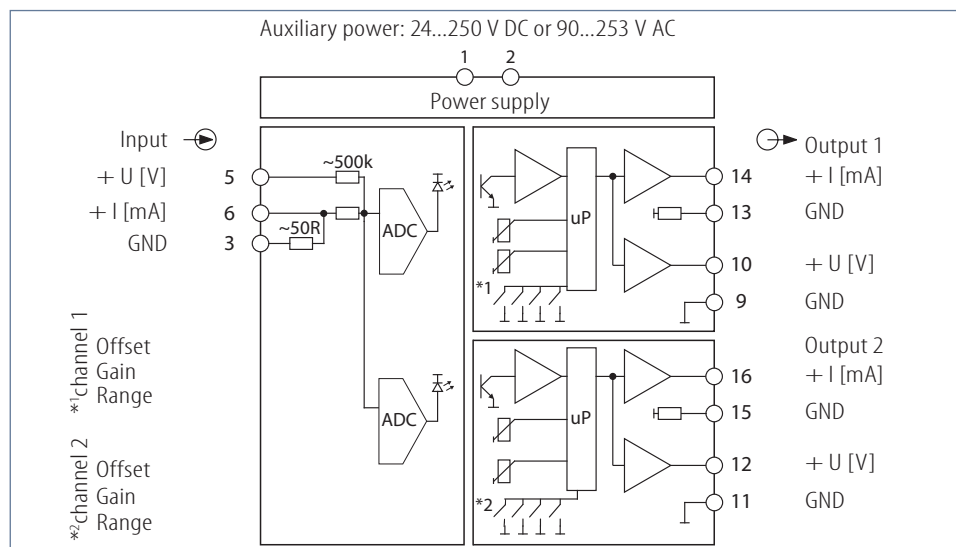 Auxiliary power: 24...250 V DC or 90...253 V AC
1 2
Power supply
Input
+ U [V] 5 ~500k
+ I [mA] 6
GND 3 ~50R
ADC
ADC
*1channel 1
Offset
Gain
Range
*2channel 2
Offset
Gain
Range
uP
*1
Output 1
14 + I [mA]
13 GND
10 + U [V]
9 GND
uP
*2
Output 2
16 + I [mA]
15 GND
12 + U [V]
11 GND